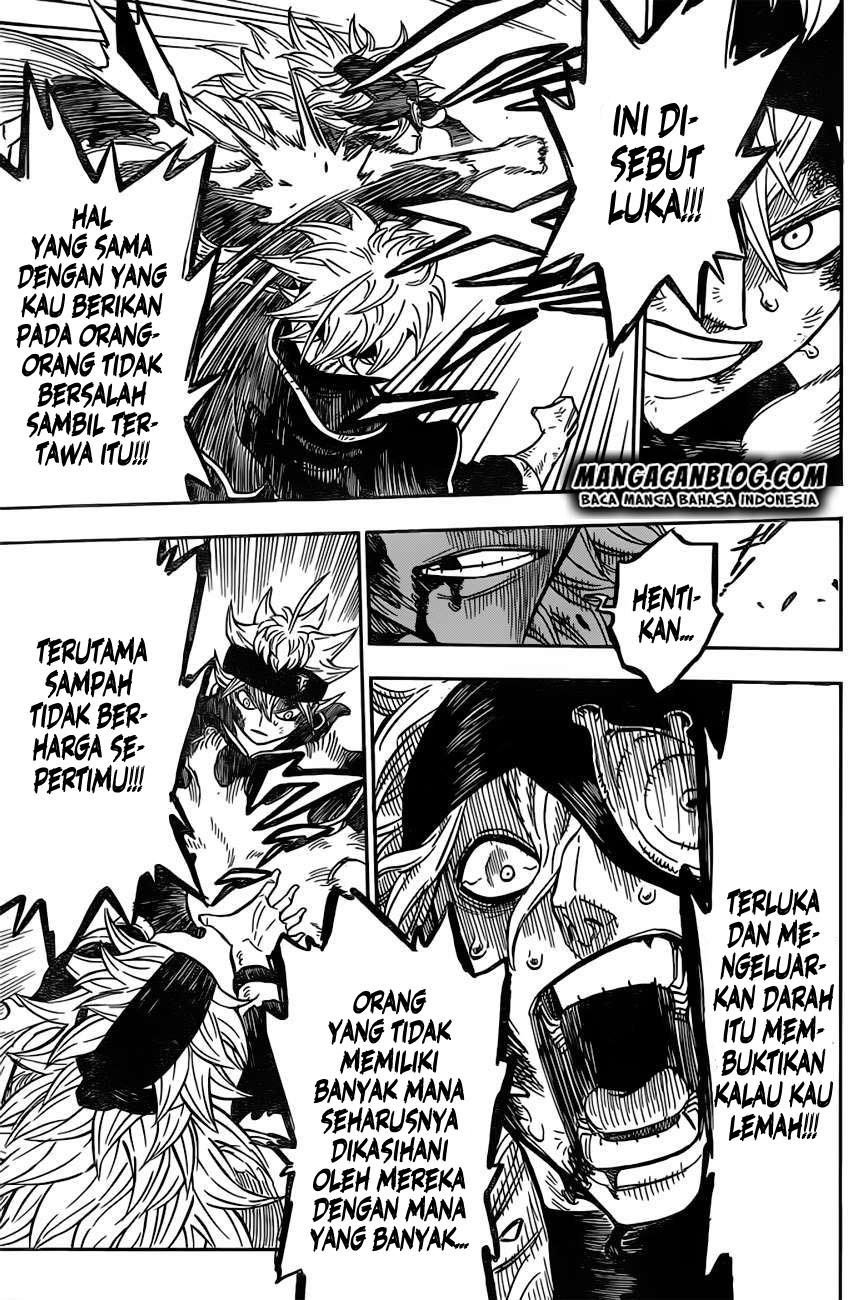 INI DI-
SEBUT
LUKA!!!
HAL
YANG SAMA
DENGAN YANG
KAU BERIKAN
PADA ORANG-
ORANG TIDAK
BERSALAH
SAMBIL TER-
TAWA ITU!!!
MANGACANBLOG.COM
BACA MANGA BAHASA INDONESIA
HENTI-
KAN...
TERLUKA
DAN ME-
NGELUAR-
KAN DARAH
ITU MEM-
BUKTIKAN
KALAU KAU
LEMAH!!!
ORANG
YANG TIDAK
MEMILIKI
BANYAK MANA
SEHARUSNYA
DIKASIHANI
OLEH MEREKA
DENGAN MANA
YANG BANYAK...
TERUTAMA
SAMPAH
TIDAK BER-
HARGA SE-
PERTIMU!!!